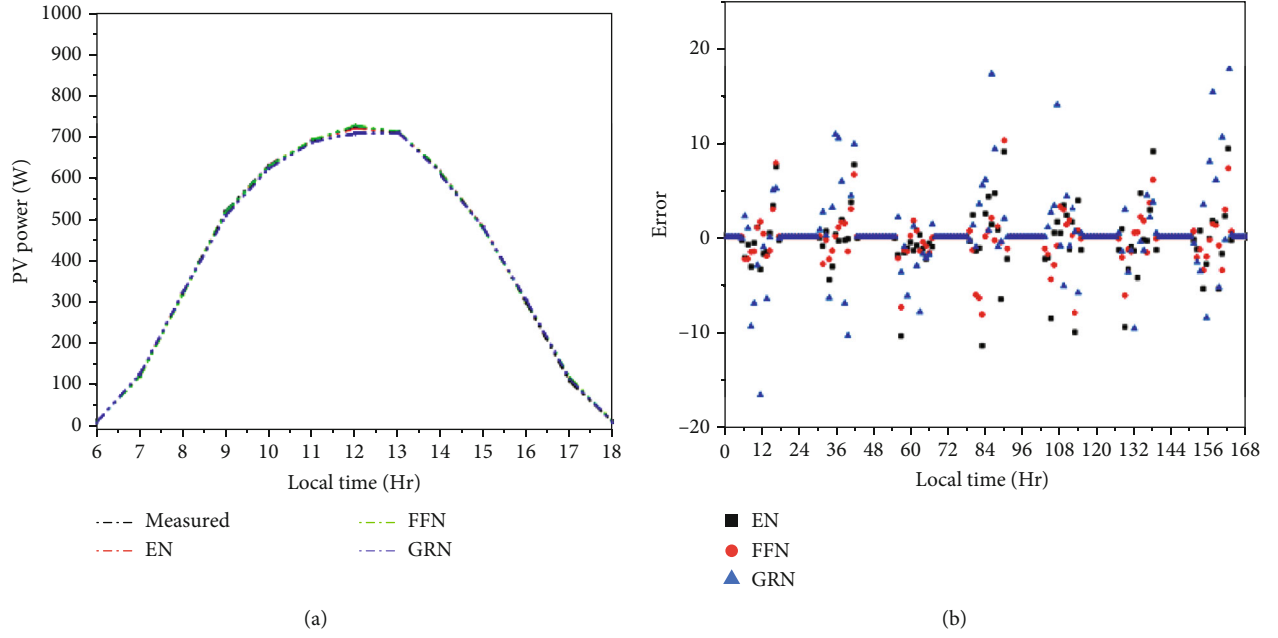 1000
900
800
700
600
500
400
300
200
100
0
PV power (W)
6 7 8 9 10 11 12 13 14 15 16 17 18
Local time (Hr)
Measured
EN
FFN
GRN
(a)
20
10
0
–10
–20
Error
0 12 24 36 48 60 72 84 96 108 120 132 144 156 168
Local time (Hr)
EN
FFN
GRN
(b)